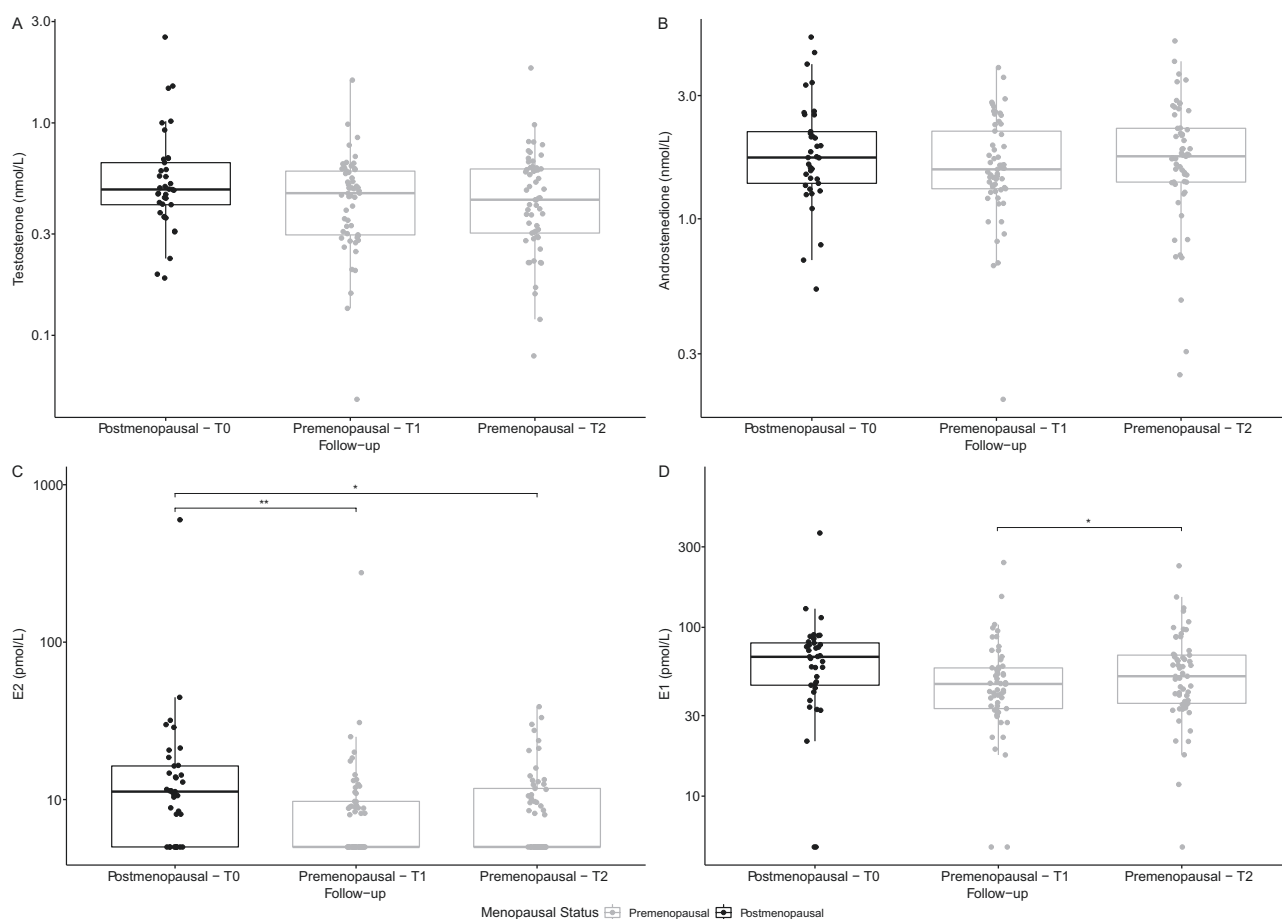 A
3.0
1.0
0.3
0.1
Testosterone (nmol/L)
Postmenopausal – T0
Premenopausal – T1
Premenopausal – T2
Follow-up
B
3.0
1.0
0.3
Androstenedione (nmol/L)
Postmenopausal – T0
Premenopausal – T1
Premenopausal – T2
Follow-up
C
1000
100
10
E2 (pmol/L)
**
*
Postmenopausal – T0
Premenopausal – T1
Premenopausal – T2
Follow-up
D
300
100
30
10
E1 (pmol/L)
*
Postmenopausal – T0
Premenopausal – T1
Premenopausal – T2
Follow-up
Menopausal Status Premenopausal Postmenopausal